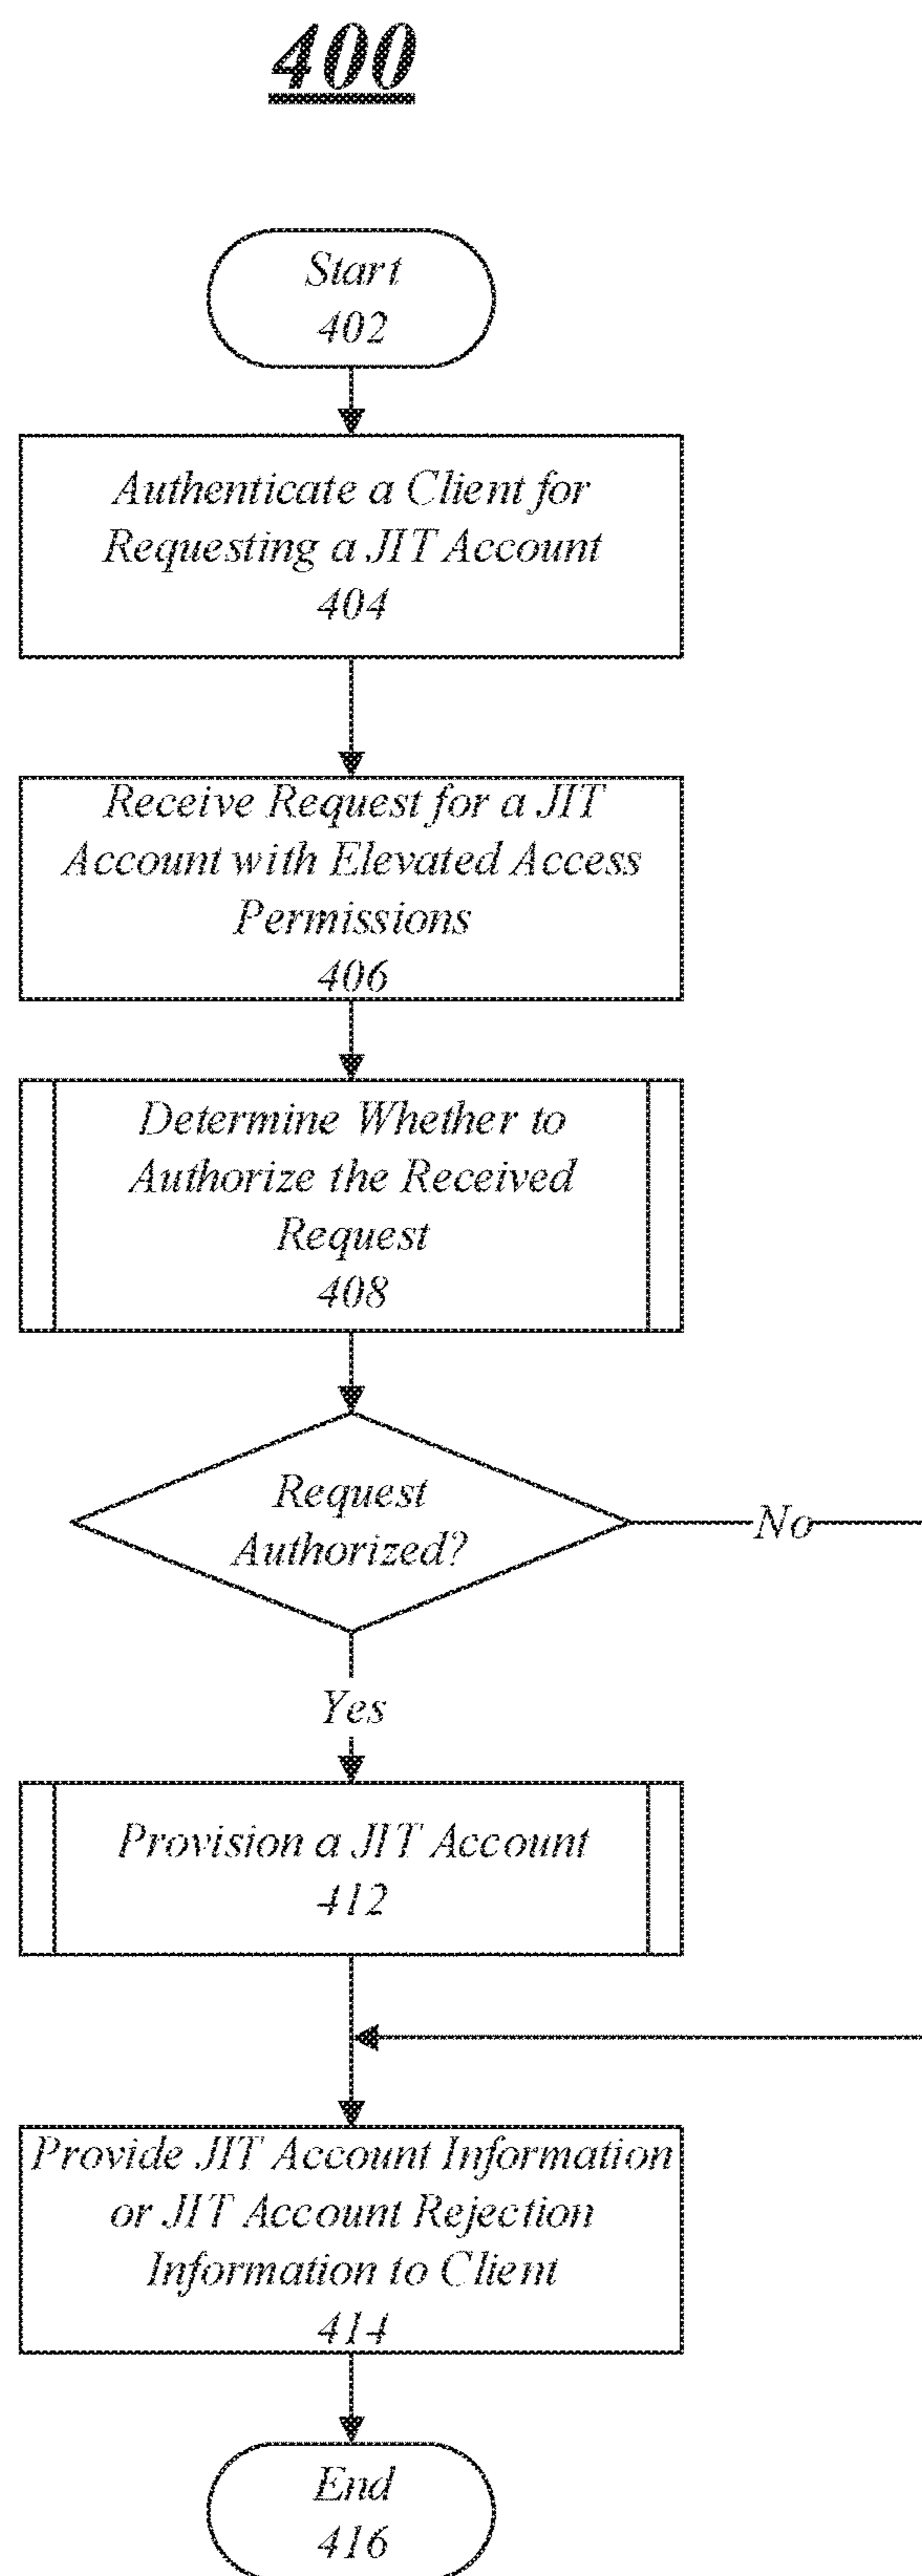 400
Start
402
Authenticate a Client for
Requesting a JIT Account
404
Receive Request for a JIT
Account with Elevated Access
Permissions
406
Determine Whether to
Authorize the Received
Request
408
Request
Authorized?
No
Yes
Provision a JIT Account
412
Provide JIT Account Information
or JIT Account Rejection
Information to Client
414
End
416